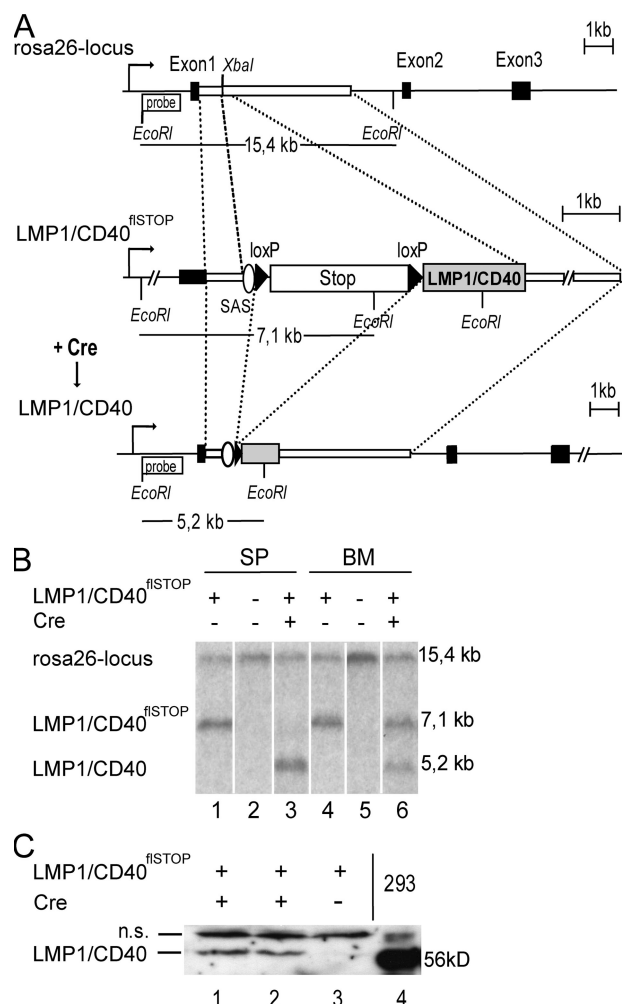 A
rosa26-locus
1kb
Exon1 XbaI Exon2 Exon3
probe
EcoRI EcoRI
15,4 kb
1kb
LMP1/CD40flSTOP
loxP loxP
Stop LMP1/CD40
SAS
EcoRI EcoRI EcoRI
7,1 kb
+ Cre
1kb
LMP1/CD40
probe
EcoRI EcoRI
5,2 kb
B
SP BM
LMP1/CD40flSTOP + - + + - +
Cre - - + - - +
rosa26-locus 15,4 kb
LMP1/CD40flSTOP 7,1 kb
LMP1/CD40 5,2 kb
1 2 3 4 5 6
C
LMP1/CD40flSTOP + + + 293
Cre + + -
n.s.
LMP1/CD40 56kD
1 2 3 4